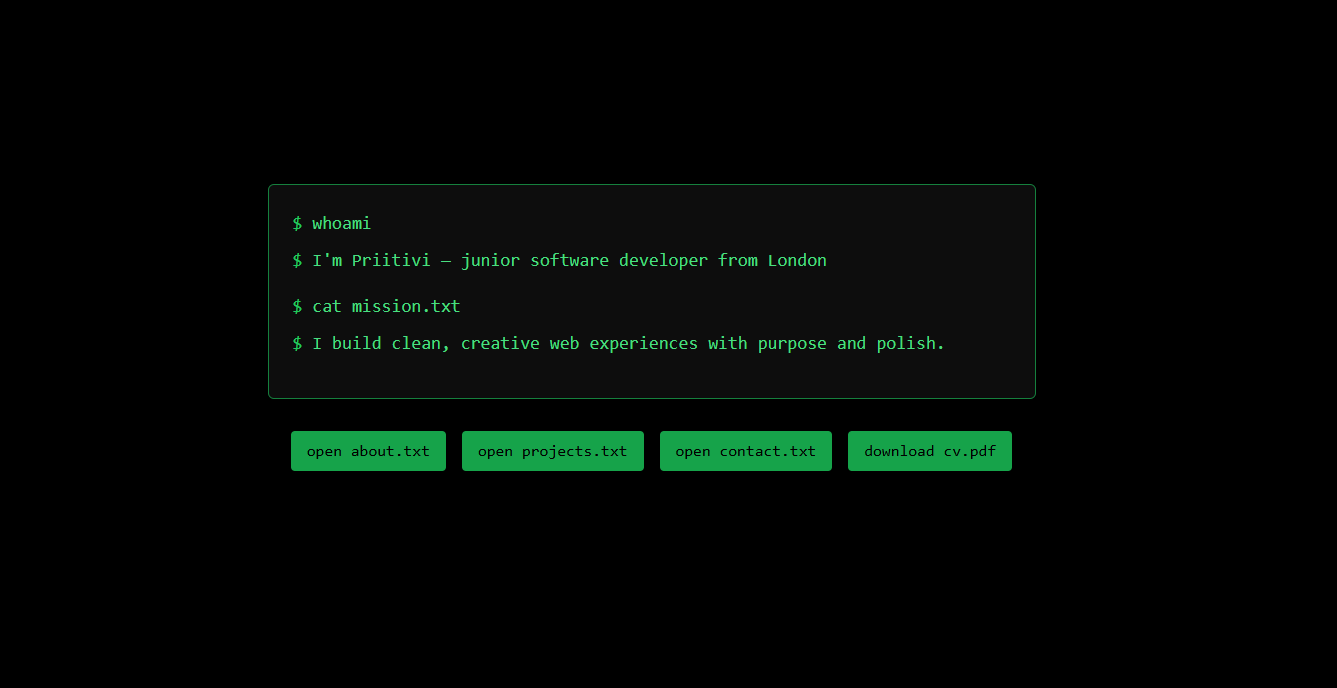 $ whoami
$ I'm Priitivi — junior software developer from London
$ cat mission.txt
$ I build clean, creative web experiences with purpose and polish.
open about.txt open projects.txt open contact.txt download cv.pdf